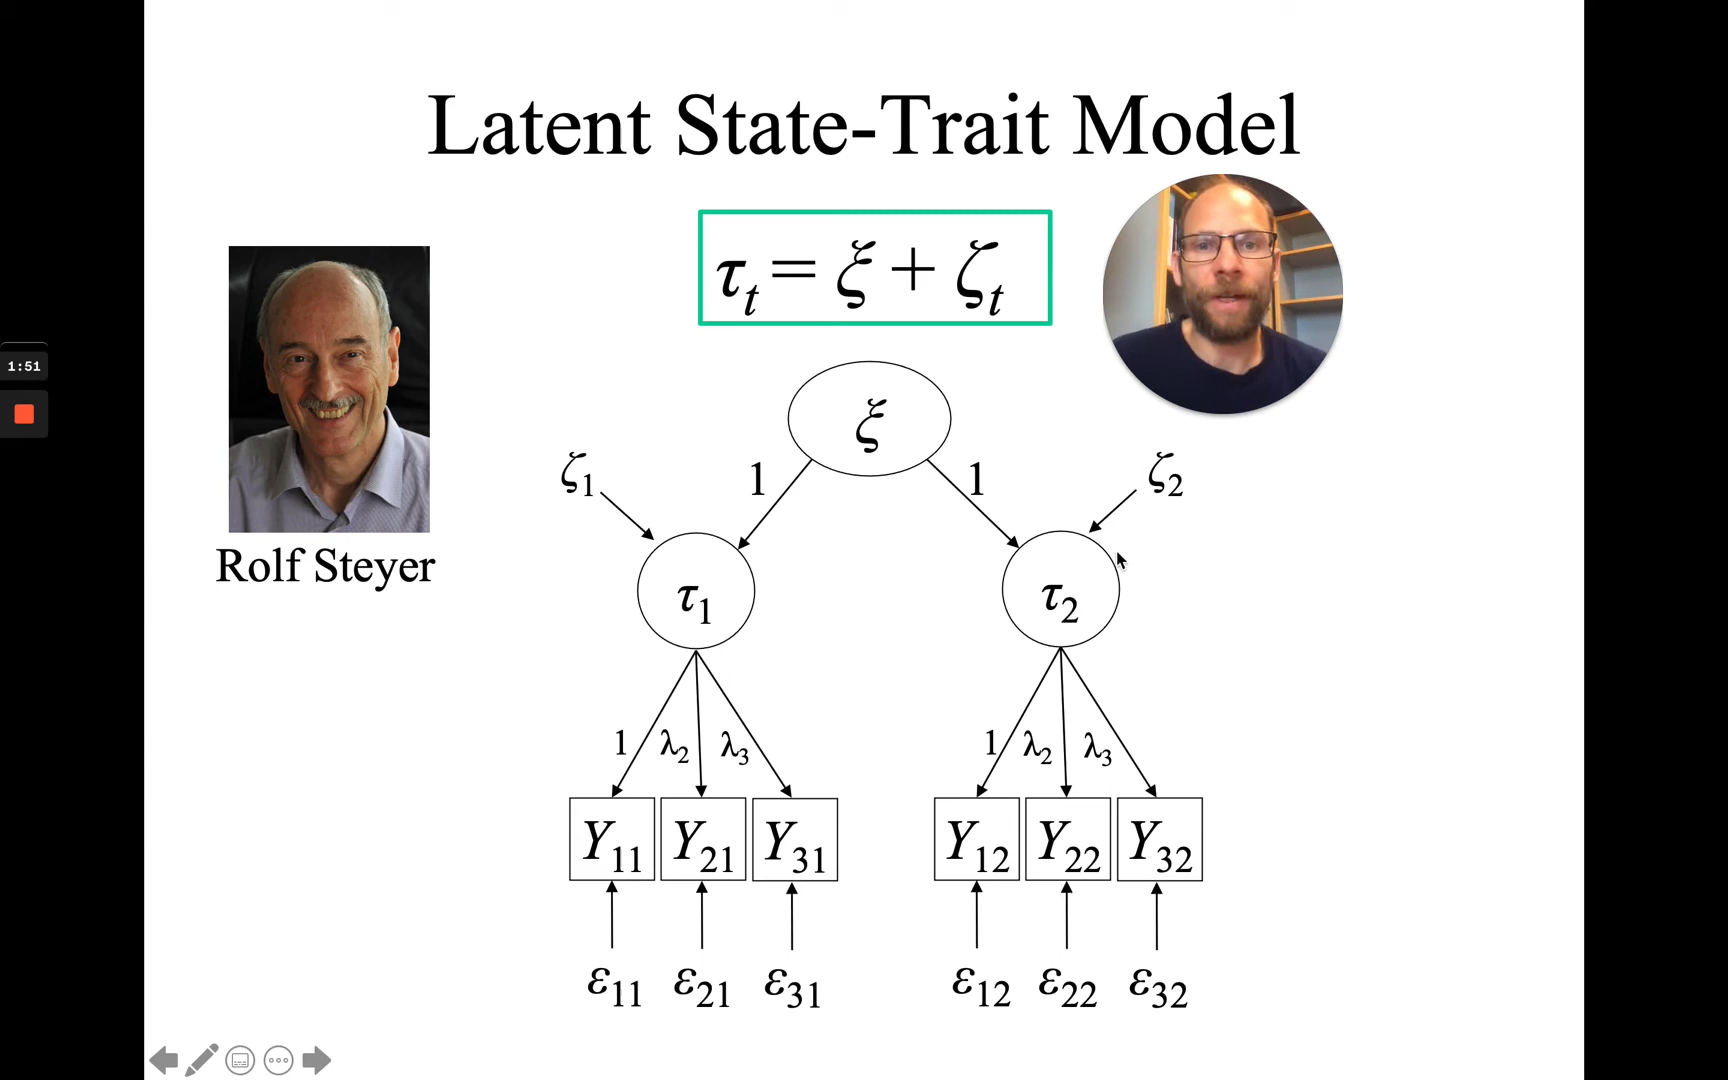 Latent State-Trait Model
τt = ξ + ζt
1:51
ξ
ζ1 1 1 ζ2
Rolf Steyer
τ1 τ2
1 λ2 λ3 1 λ2 λ3
Y11 Y21 Y31 Y12 Y22 Y32
ε11 ε21 ε31 ε12 ε22 ε32